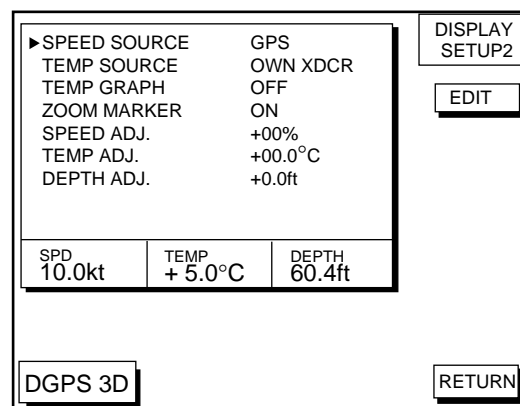 DISPLAY
SETUP2
▶SPEED SOURCE GPS
TEMP SOURCE OWN XDCR
TEMP GRAPH OFF
ZOOM MARKER ON
SPEED ADJ. +00%
TEMP ADJ. +00.0°C
DEPTH ADJ. +0.0ft
EDIT
SPD TEMP DEPTH
10.0kt + 5.0°C 60.4ft
DGPS 3D RETURN